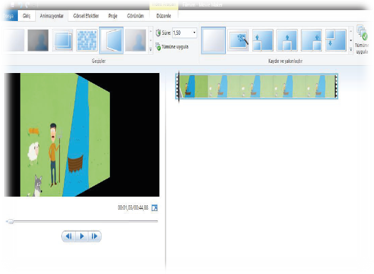 Giriş Animasyonlar Görsel Efektler Proje Görünüm Düzenle
Süre: 1,50
Tümüne uygula
Tümüne uygula
Geçişler
Kaydır ve yakınlaştır
00:01,00/00:44,00